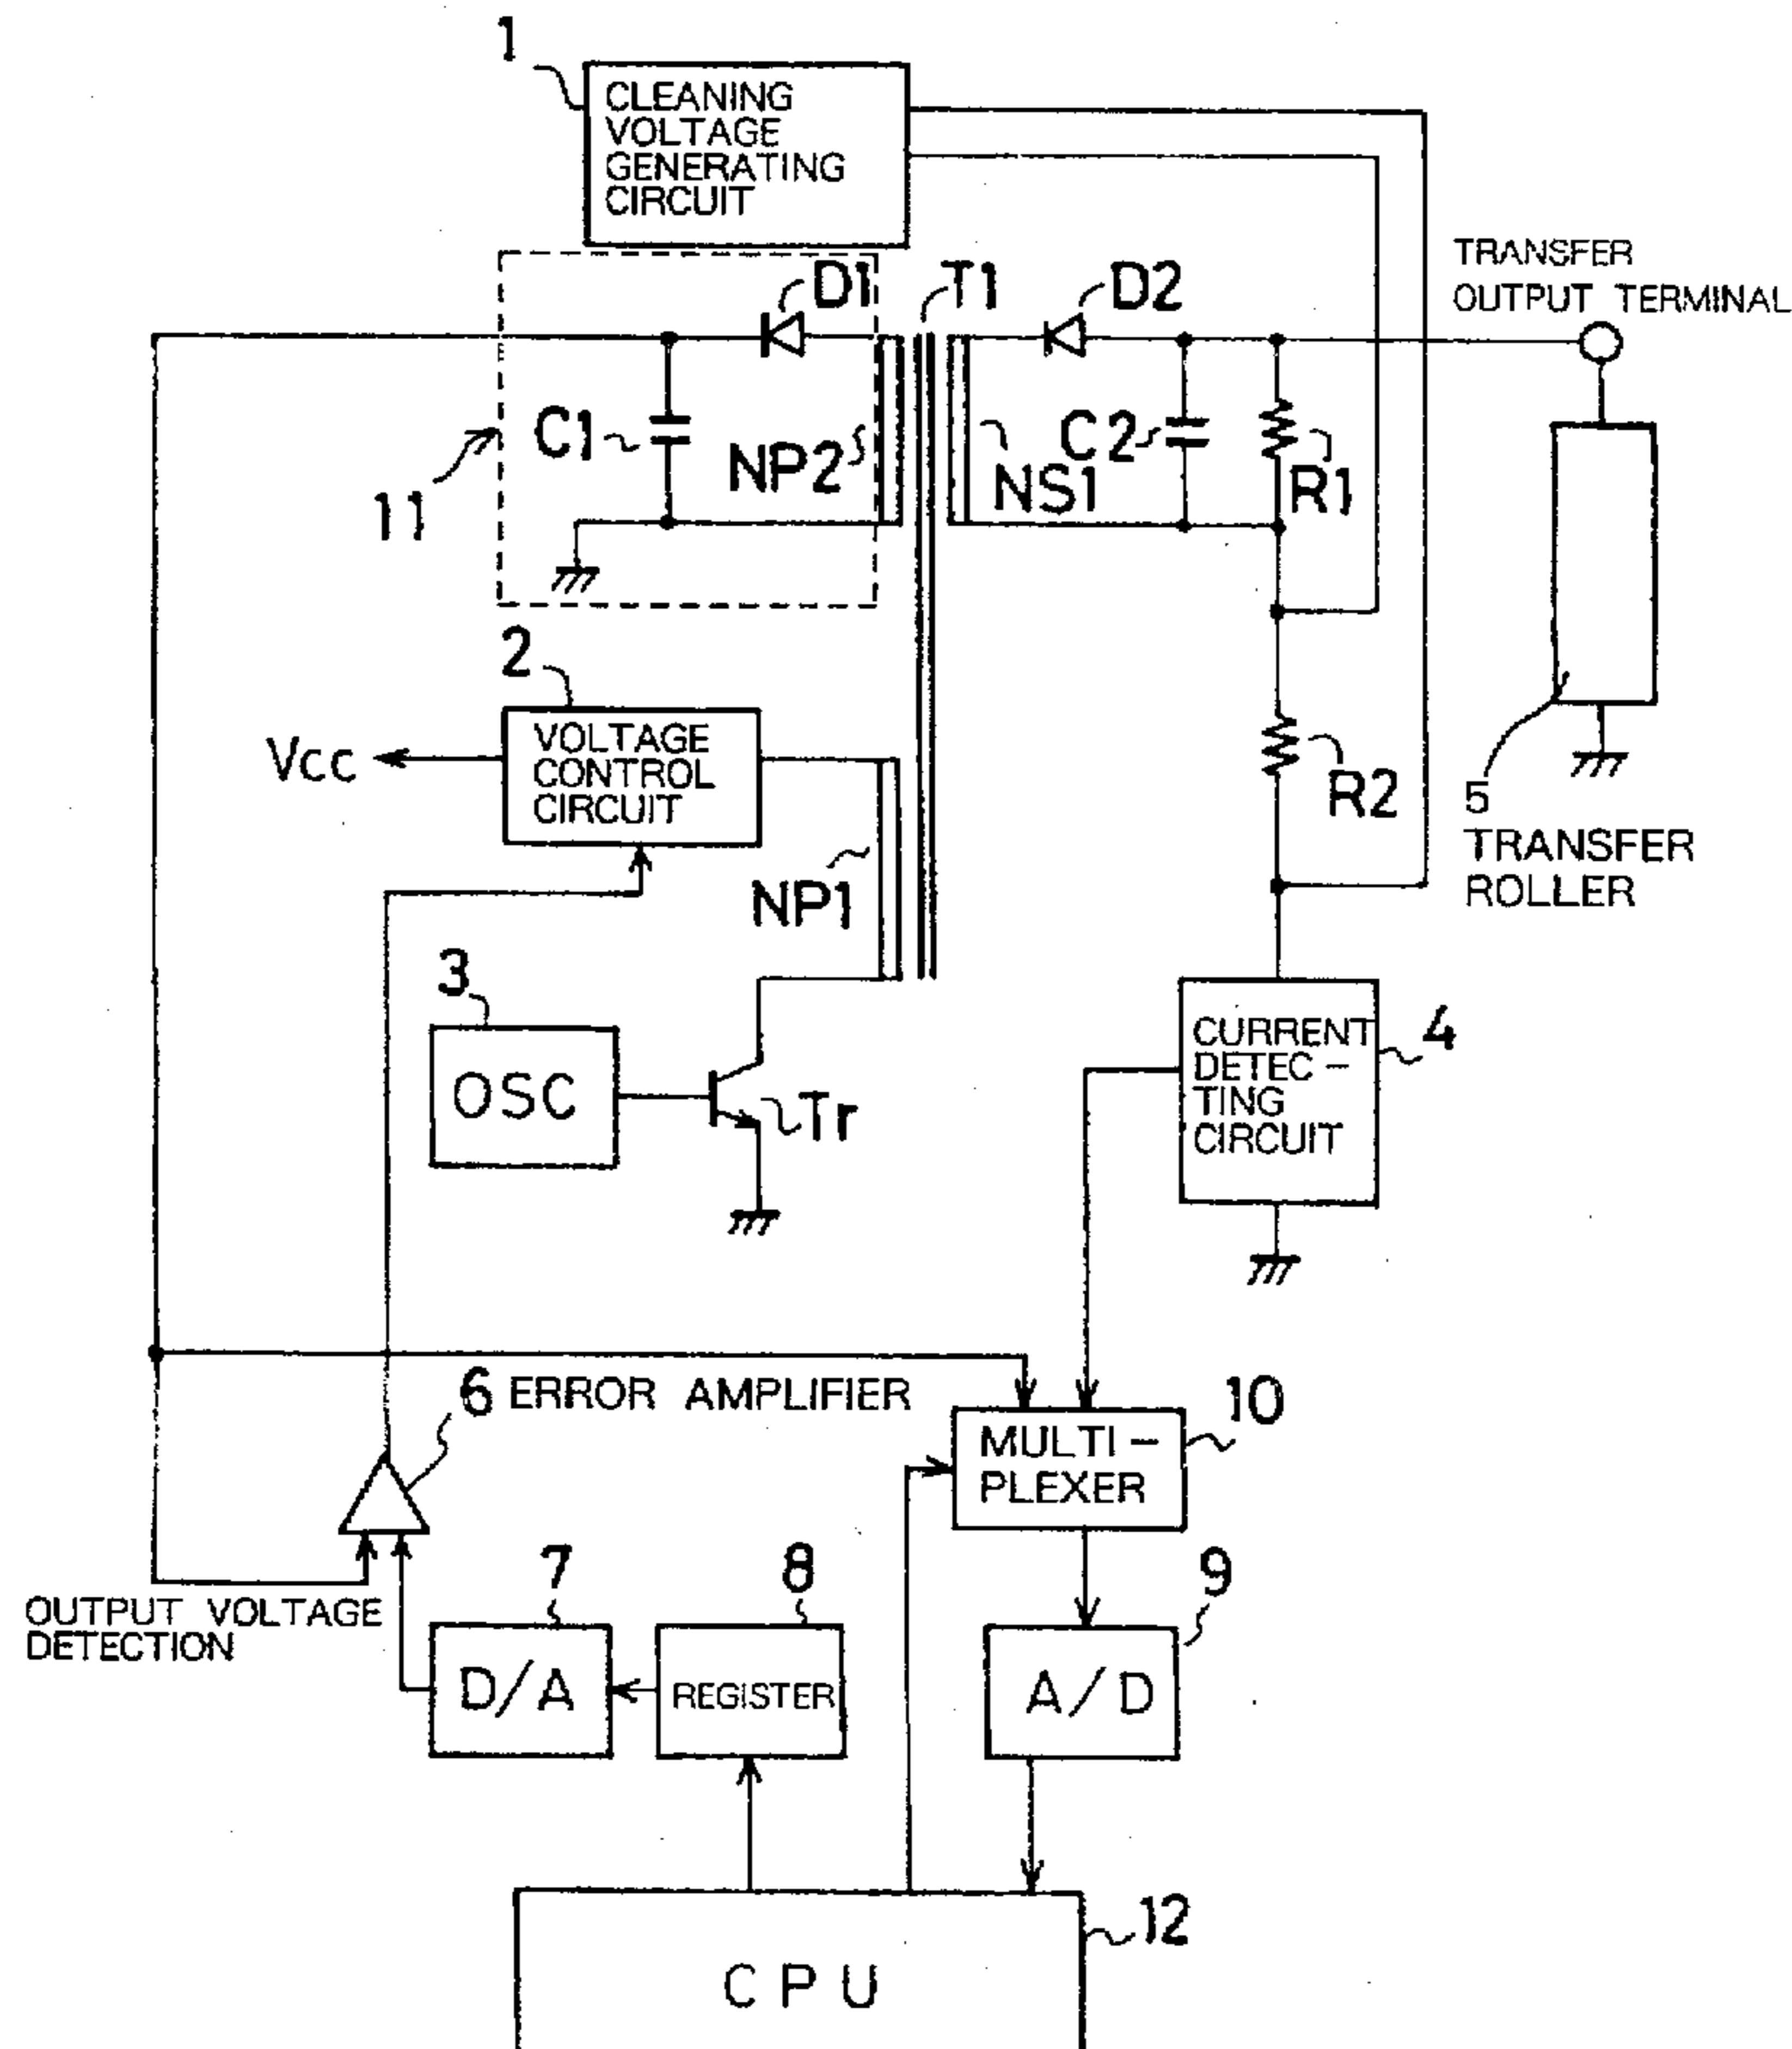 1
CLEANING
VOLTAGE
GENERATING
CIRCUIT
TRANSFER
OUTPUT TERMINAL
D1
T1
D2
C1
NP2
NS1
C2
R1
11
2
VOLTAGE
CONTROL
CIRCUIT
Vcc
R2
5
TRANSFER
ROLLER
NP1
3
OSC
Tr
CURRENT
DETEC-
TING
CIRCUIT
4
6 ERROR AMPLIFIER
10
MULTI-
PLEXER
OUTPUT VOLTAGE
DETECTION
7
D/A
8
REGISTER
9
A/D
12
CPU